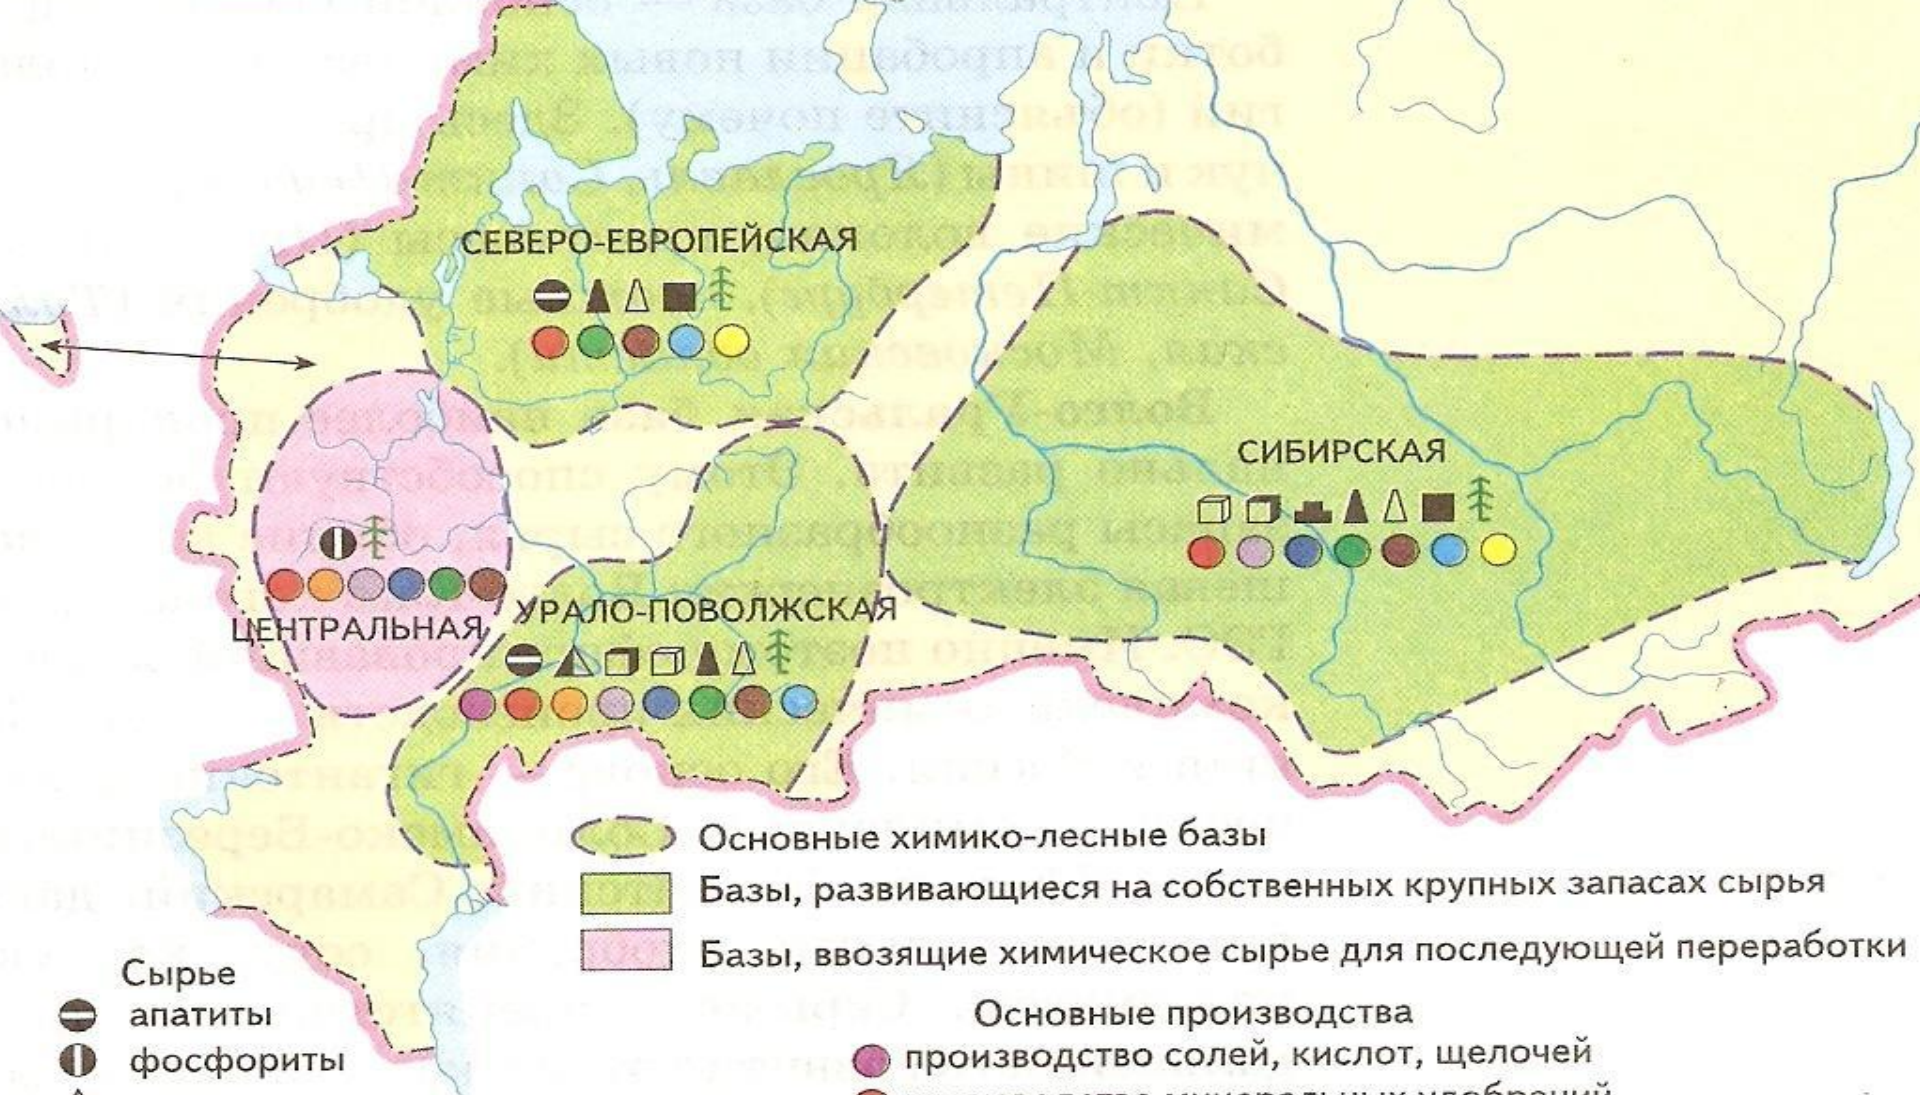 СЕВЕРО-ЕВРОПЕЙСКАЯ
СИБИРСКАЯ
ЦЕНТРАЛЬНАЯ
УРАЛО-ПОВОЛЖСКАЯ
Основные химико-лесные базы
Базы, развивающиеся на собственных крупных запасах сырья
Базы, ввозящие химическое сырье для последующей переработки
Сырье
апатиты
фосфориты
Основные производства
производство солей, кислот, щелочей